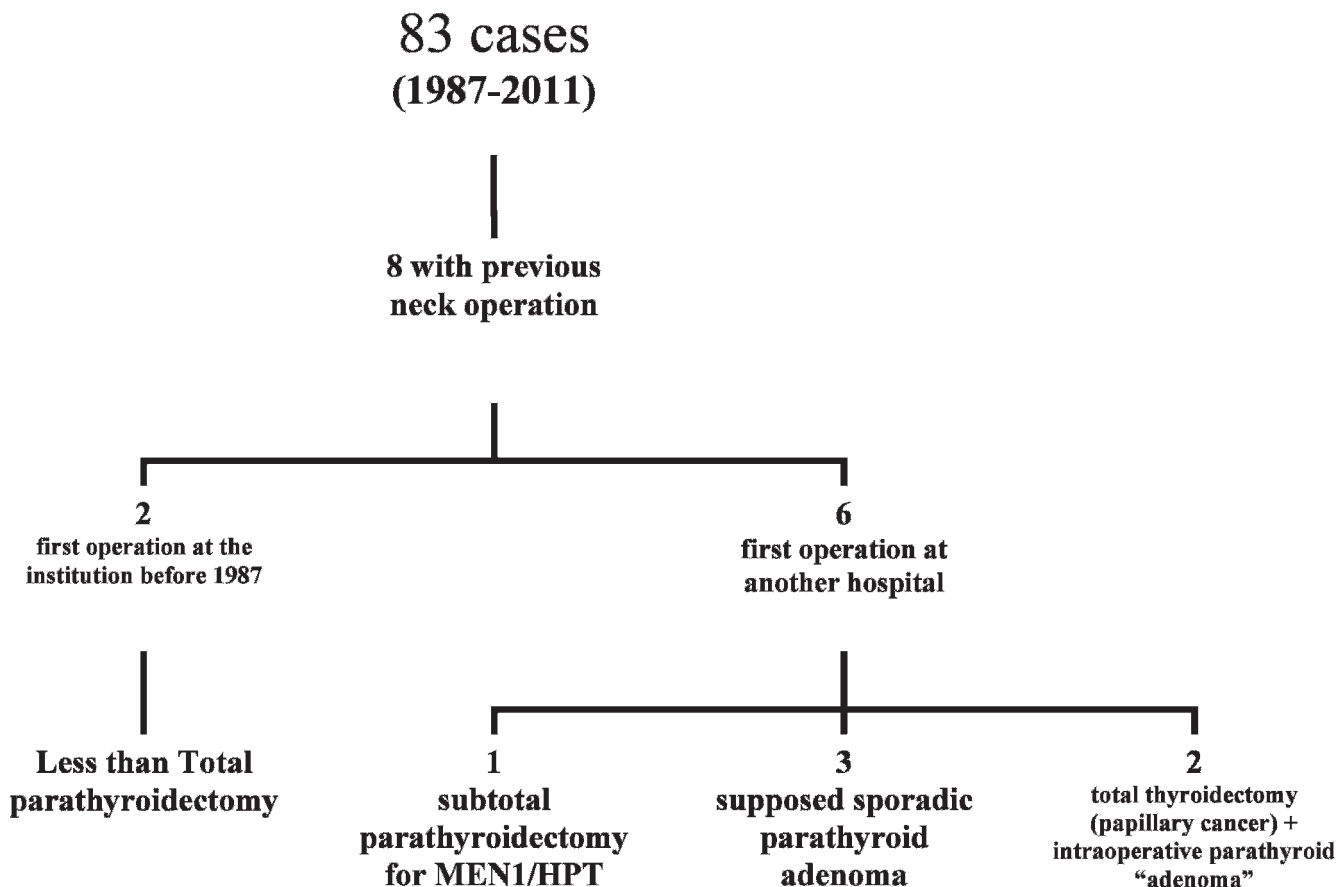 83 cases
(1987-2011)
8 with previous
neck operation
2
first operation at the
institution before 1987
6
first operation at
another hospital
Less than Total
parathyroidectomy
1
subtotal
parathyroidectomy
for MEN1/HPT
3
supposed sporadic
parathyroid
adenoma
2
total thyroidectomy
(papillary cancer) +
intraoperative parathyroid
“adenoma”